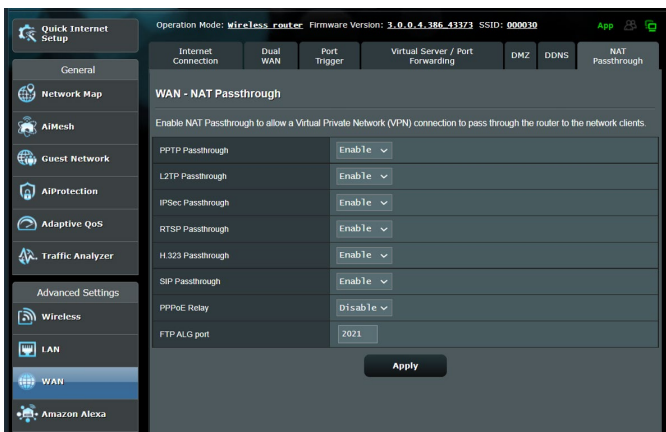 Quick Internet
Setup
Operation Mode: Wireless router Firmware Version: 3.0.0.4.386_43373 SSID: 000030
App
General
Network Map
AiMesh
Guest Network
AiProtection
Adaptive QoS
Traffic Analyzer
Advanced Settings
Wireless
LAN
WAN
Amazon Alexa
Internet
Connection
Dual
WAN
Port
Trigger
Virtual Server / Port
Forwarding
DMZ
DDNS
NAT
Passthrough
WAN - NAT Passthrough
Enable NAT Passthrough to allow a Virtual Private Network (VPN) connection to pass through the router to the network clients.
PPTP Passthrough Enable
L2TP Passthrough Enable
IPSec Passthrough Enable
RTSP Passthrough Enable
H.323 Passthrough Enable
SIP Passthrough Enable
PPPoE Relay Disable
FTP ALG port 2021
Apply